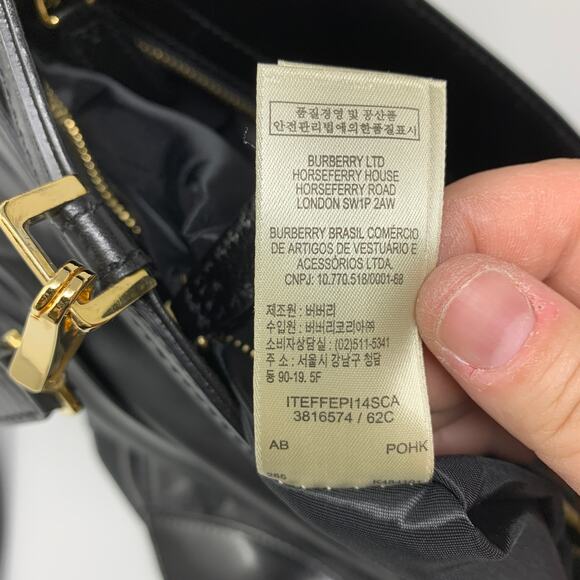 품질경영 및 공산품
안전관리법에의한품질표시
BURBERRY LTD
HORSEFERRY HOUSE
HORSEFERRY ROAD
LONDON SW1P 2AW
BURBERRY BRASIL COMÉRCIO
DE ARTIGOS DE VESTUÁRIO E
ACESSÓRIOS LTDA.
CNPJ: 10.770.516/0001-68
제조원 : 버버리
수입원 : 버버리코리아㈜
소비자상담실 : (02)511-5341
주소 : 서울시 강남구 청담
동 90-19. 5F
ITEFFEPI14SCA
3816574 / 62C
AB POHK